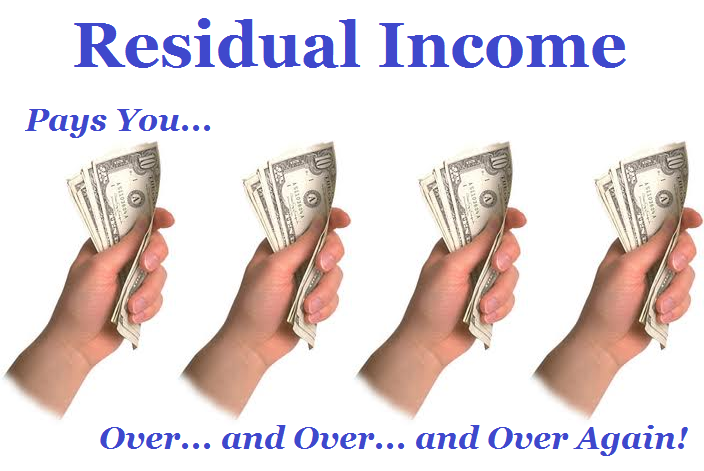 Residual Income
Pays You...
Over... and Over... and Over Again!